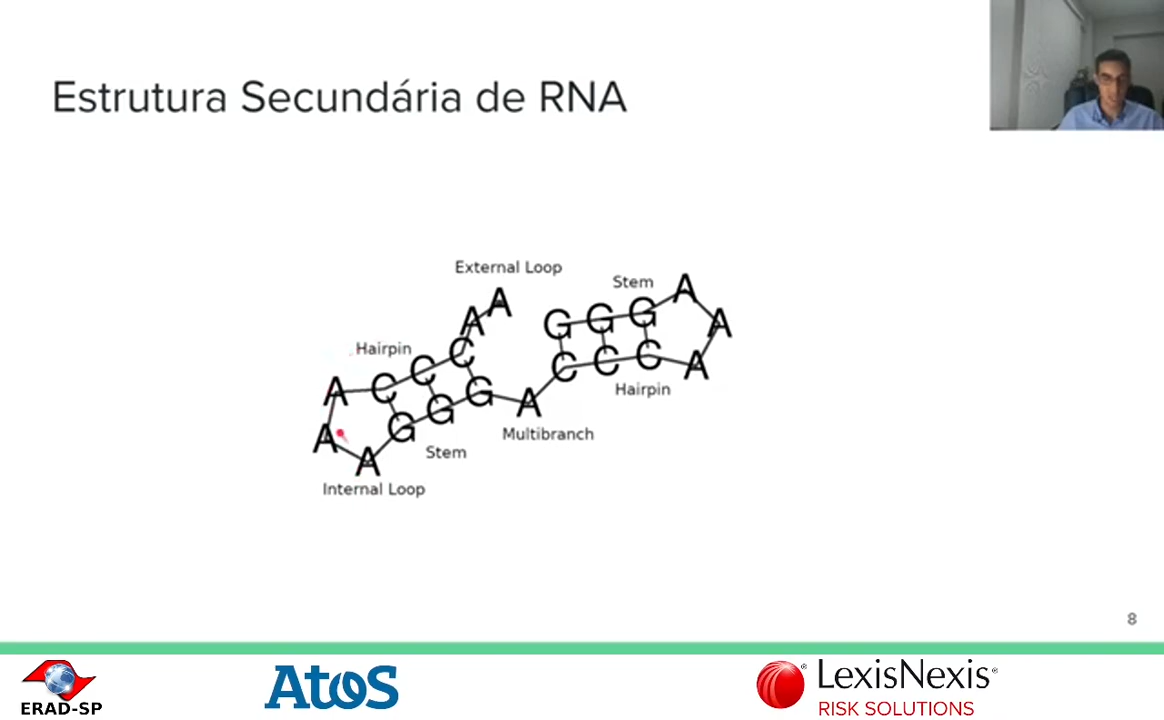 Estrutura Secundária de RNA
External Loop
Stem
A
A
A
G G G
A
Hairpin
C C C
C C C
A
A
Hairpin
G G G
A
A
Multibranch
Stem
A
Internal Loop
8
ERAD-SP
Atos
LexisNexis®
RISK SOLUTIONS